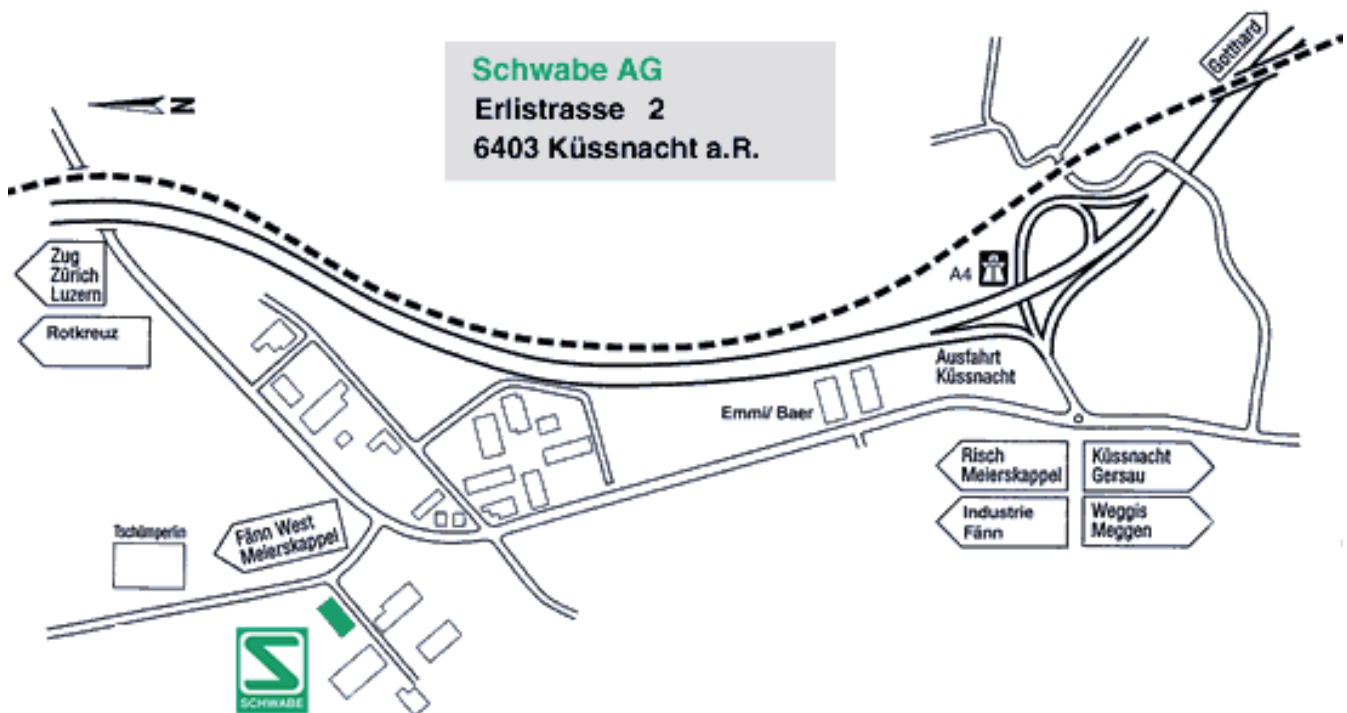 Gotthard
Schwabe AG
Erlistrasse 2
6403 Küssnacht a.R.
N
Zug
Zürich
Luzern
Rotkreuz
A4
Ausfahrt
Küssnacht
Emmi/ Baer
Risch
Meierskappel
Küssnacht
Gersau
Industrie
Fänn
Weggis
Meggen
Tschümperlin
Fänn West
Meierskappel
SCHWABE